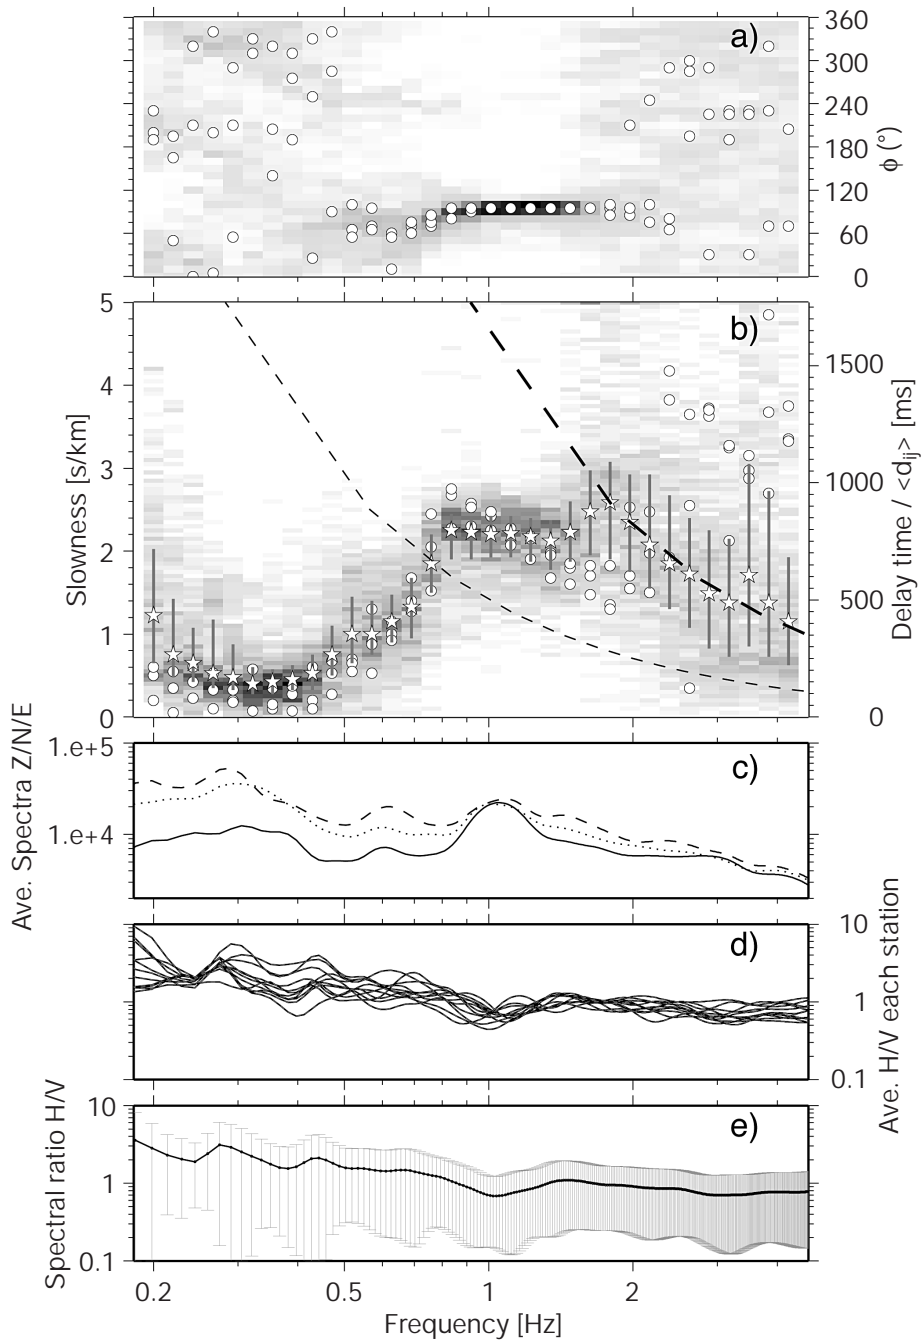 a)
360
300
240
180
120
60
0
ϕ (°)
b)
5
4
3
2
1
0
Slowness [s/km]
1500
1000
500
0
Delay time / <dij> [ms]
c)
1.e+5
1.e+4
Ave. Spectra Z/N/E
d)
10
1
0.1
Ave. H/V each station
e)
10
1
0.1
Spectral ratio H/V
0.2
0.5
1
2
Frequency [Hz]